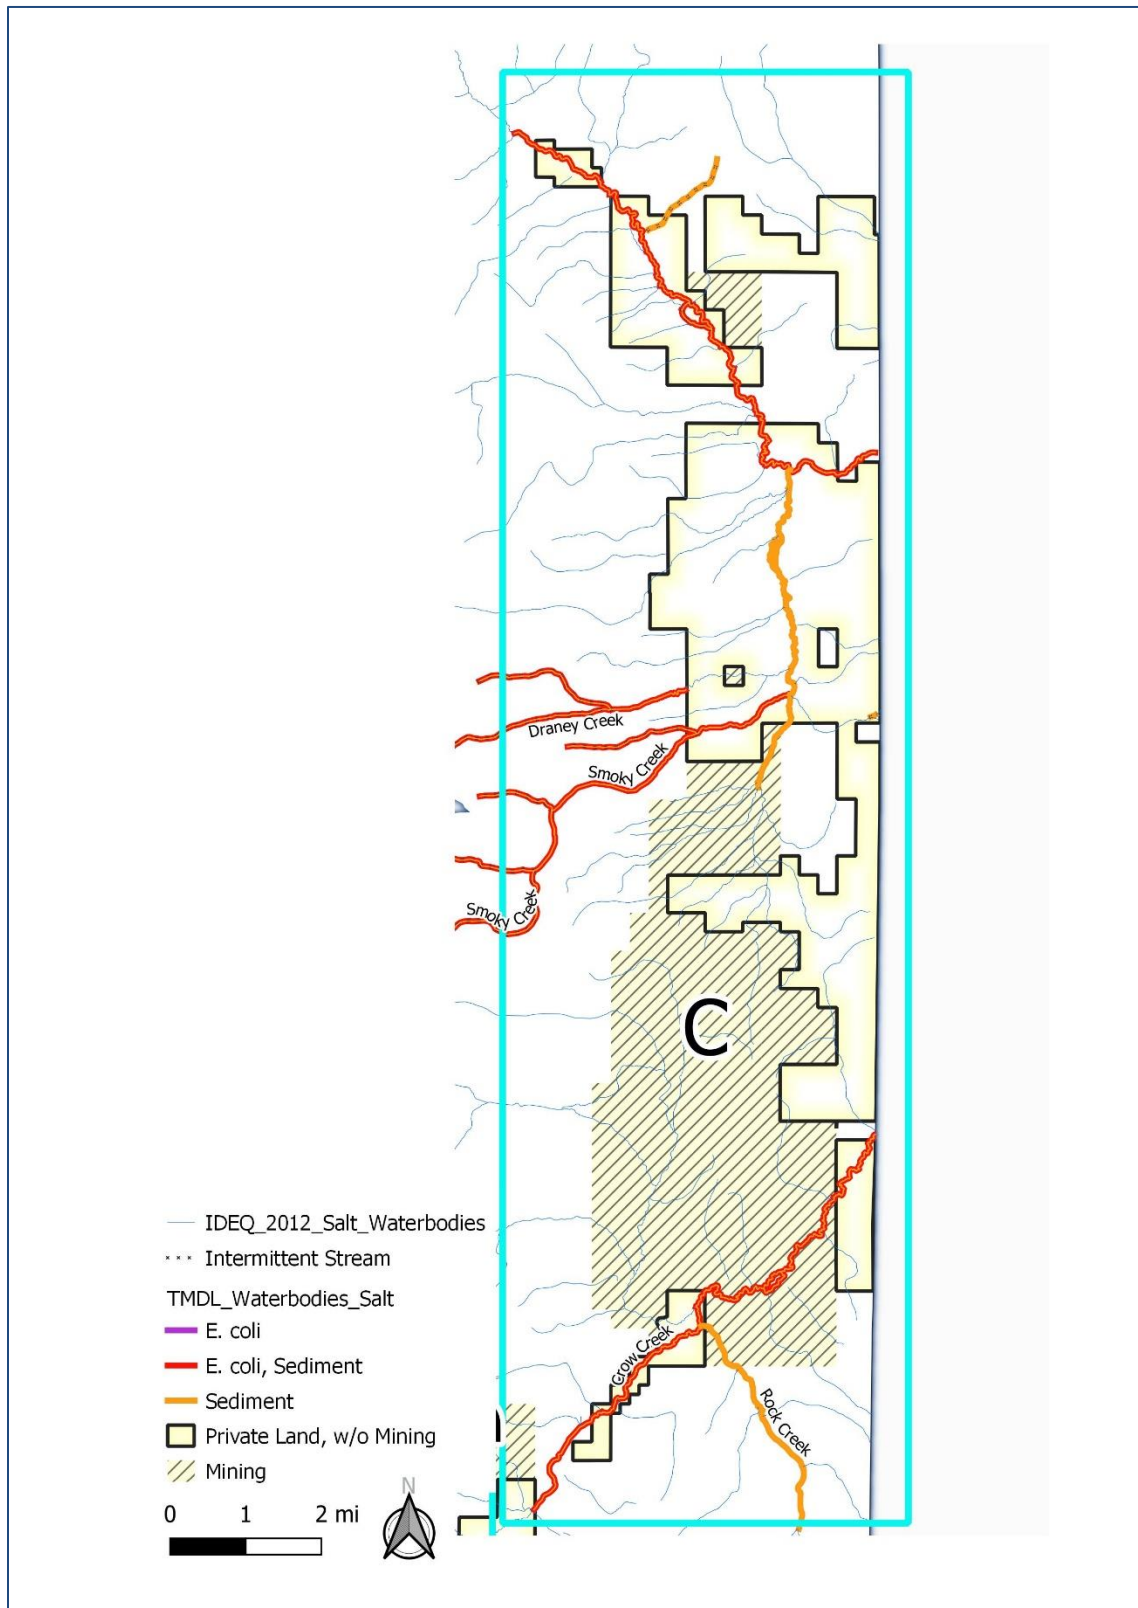 Draney Creek
Smoky Creek
Smoky Creek
C
IDEQ_2012_Salt_Waterbodies
Intermittent Stream
TMDL_Waterbodies_Salt
E. coli
E. coli, Sediment
Sediment
Private Land, w/o Mining
Mining
Crow Creek
Rock Creek
N
0 1 2 mi